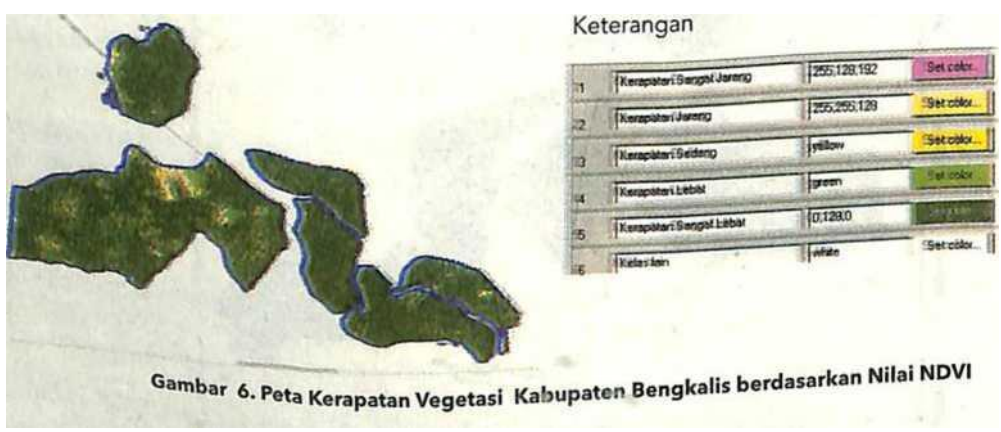 Keterangan
1 Kerapatan Sangat Jarang 255;128;192 Set color...
2 Kerapatan Jarang 255;255;128 Set color...
3 Kerapatan Sedang yellow Set color...
4 Kerapatan Lebat green Set color...
5 Kerapatan Sangat Lebat 0;128;0
6 Kelas lain white Set color...
Gambar 6. Peta Kerapatan Vegetasi Kabupaten Bengkalis berdasarkan Nilai NDVI